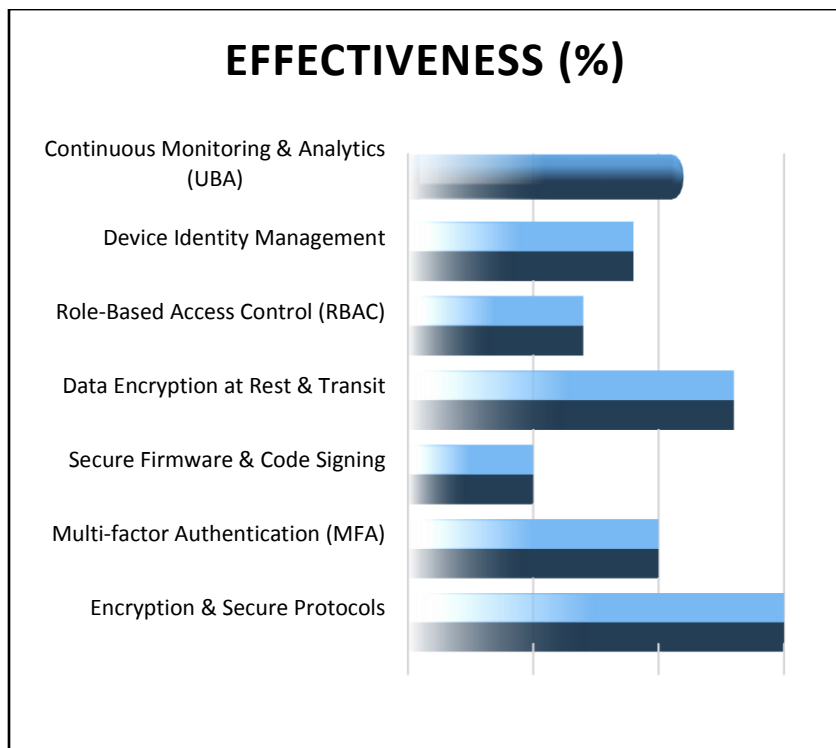 EFFECTIVENESS (%)
Continuous Monitoring & Analytics
(UBA)
Device Identity Management
Role-Based Access Control (RBAC)
Data Encryption at Rest & Transit
Secure Firmware & Code Signing
Multi-factor Authentication (MFA)
Encryption & Secure Protocols